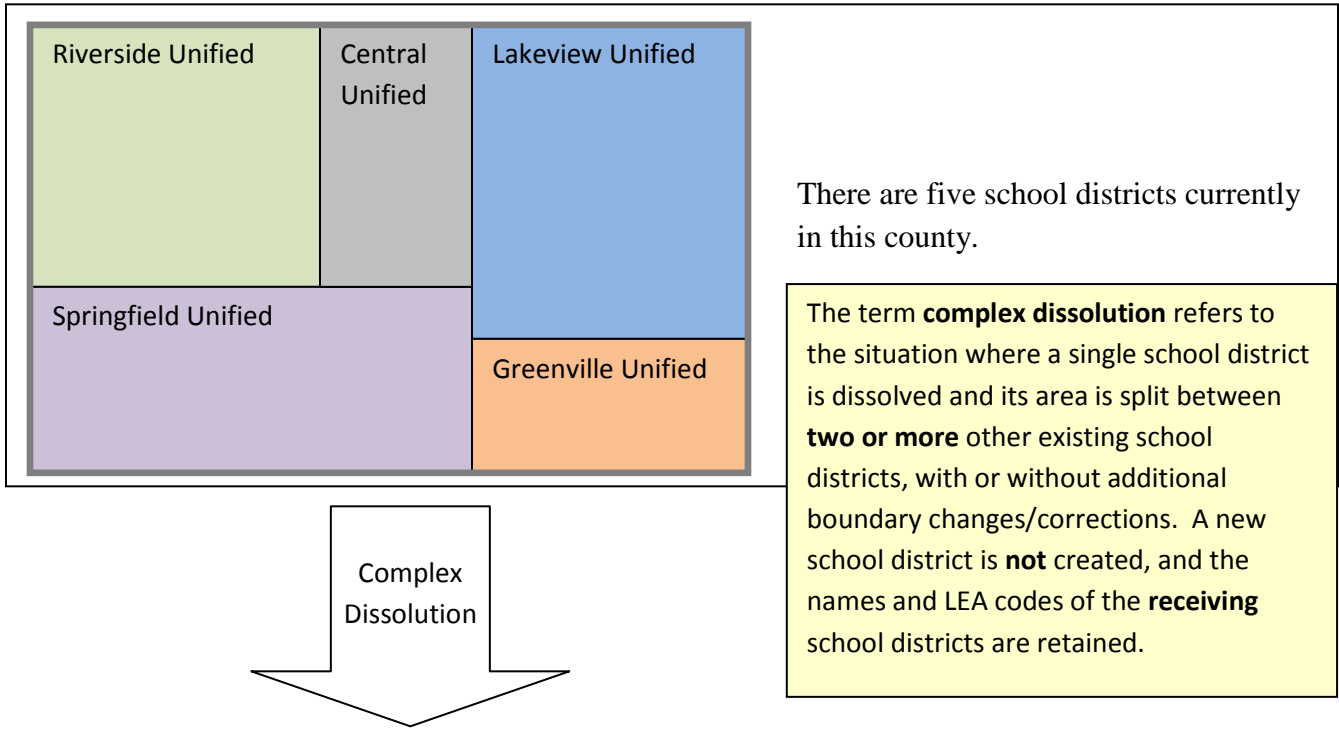 Riverside Unified
Central
Unified
Lakeview Unified
Springfield Unified
Greenville Unified
There are five school districts currently
in this county.
The term complex dissolution refers to
the situation where a single school district
is dissolved and its area is split between
two or more other existing school
districts, with or without additional
boundary changes/corrections.  A new
school district is not created, and the
names and LEA codes of the receiving
school districts are retained.
Complex
Dissolution